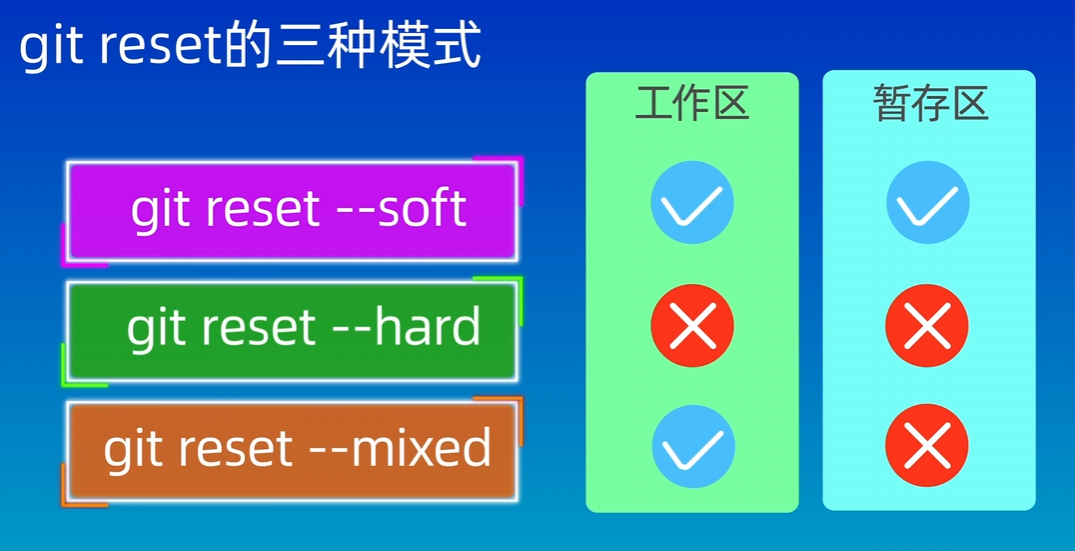 git reset的三种模式
工作区
暂存区
git reset --soft
git reset --hard
git reset --mixed